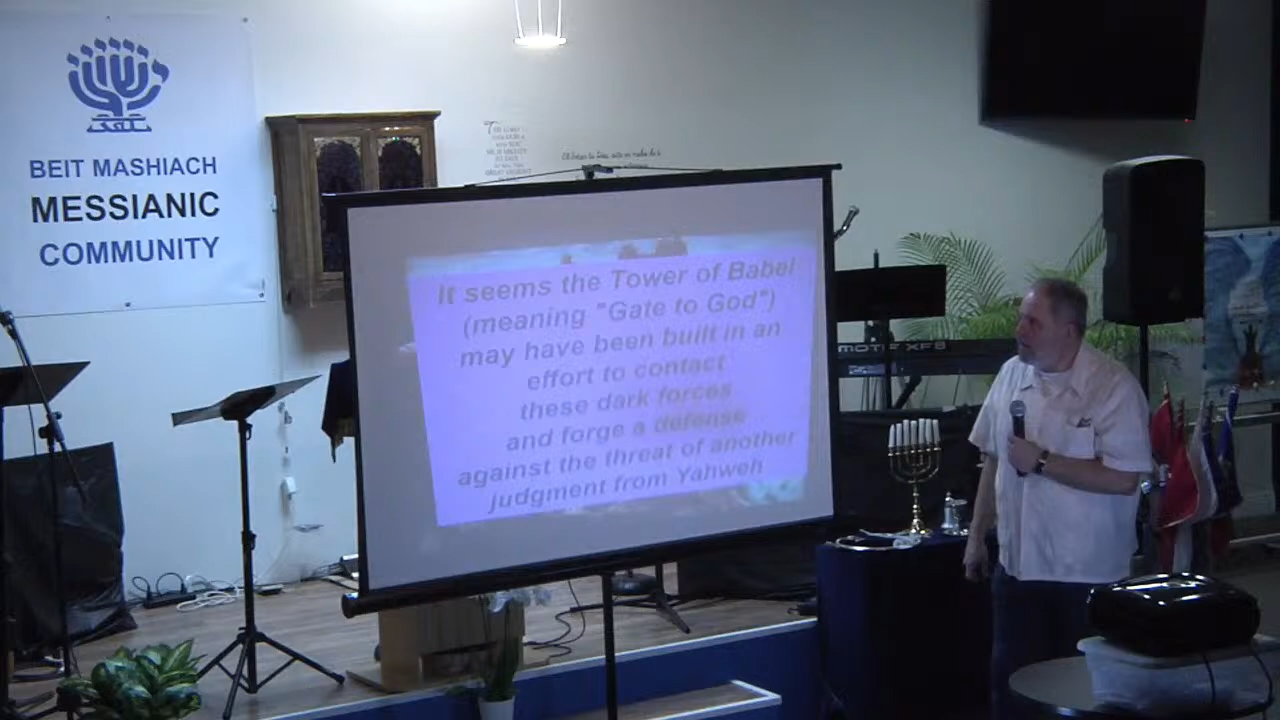 BEIT MASHIACH
MESSIANIC
COMMUNITY
It seems the Tower of Babel
(meaning "Gate to God")
may have been built in an
effort to contact
these dark forces
and forge a defense
against the threat of another
judgment from Yahweh
MOTIF XF8